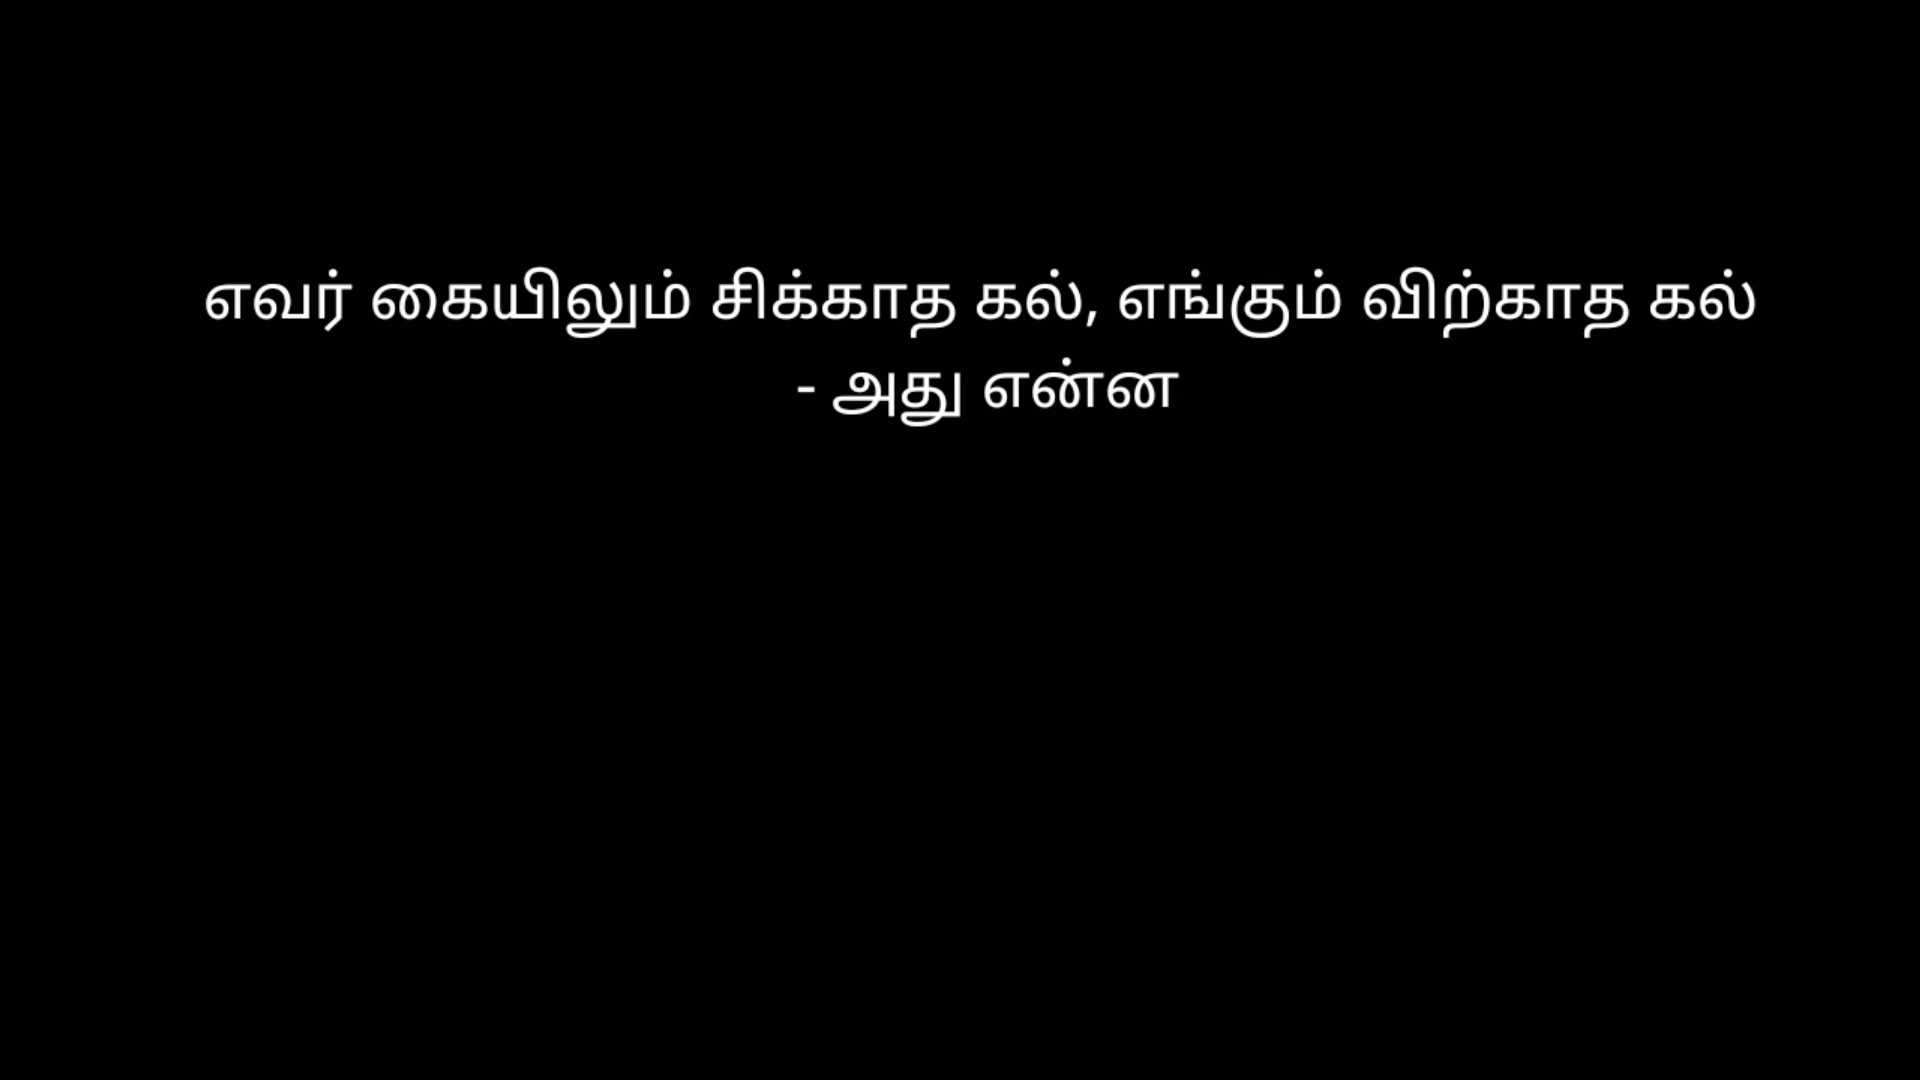 எவர் கையிலும் சிக்காத கல், எங்கும் விற்காத கல்
- அது என்ன